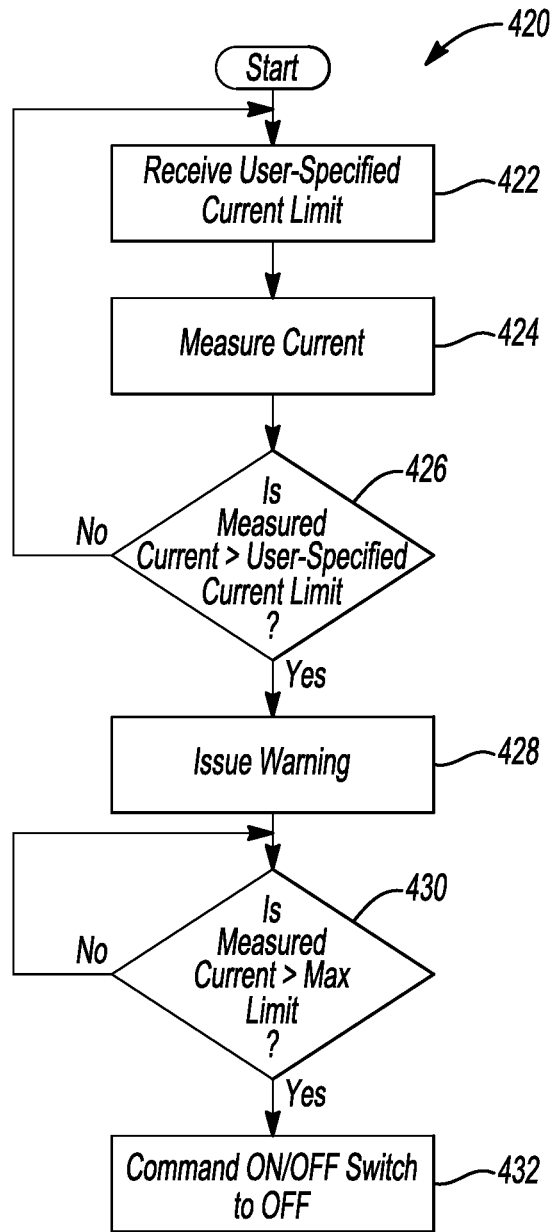 420
Start
Receive User-Specified
Current Limit
422
Measure Current
424
426
Is
Measured
Current > User-Specified
Current Limit
?
No
Yes
Issue Warning
428
430
Is
Measured
Current > Max
Limit
?
No
Yes
Command ON/OFF Switch
to OFF
432